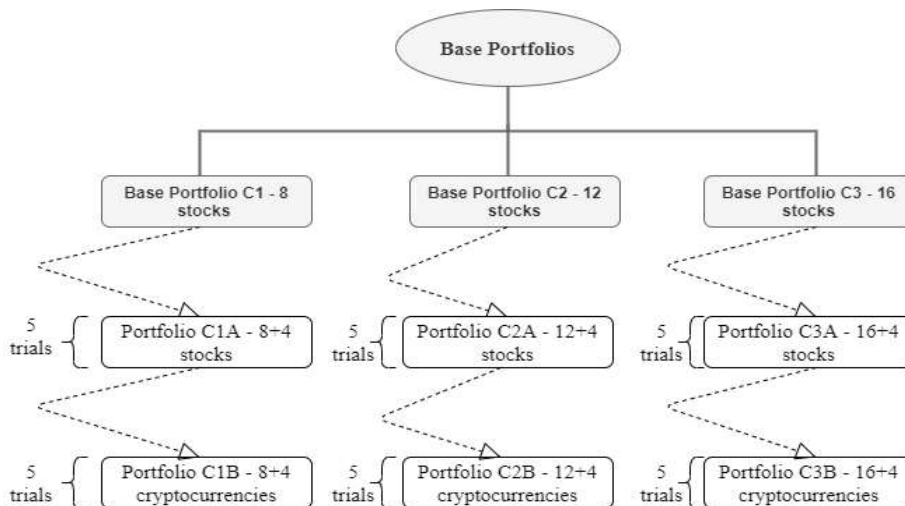 Base Portfolios
Base Portfolio C1 - 8
stocks
Base Portfolio C2 - 12
stocks
Base Portfolio C3 - 16
stocks
5
trials
Portfolio C1A - 8+4
stocks
5
trials
Portfolio C2A - 12+4
stocks
5
trials
Portfolio C3A - 16+4
stocks
5
trials
Portfolio C1B - 8+4
cryptocurrencies
5
trials
Portfolio C2B - 12+4
cryptocurrencies
5
trials
Portfolio C3B - 16+4
cryptocurrencies